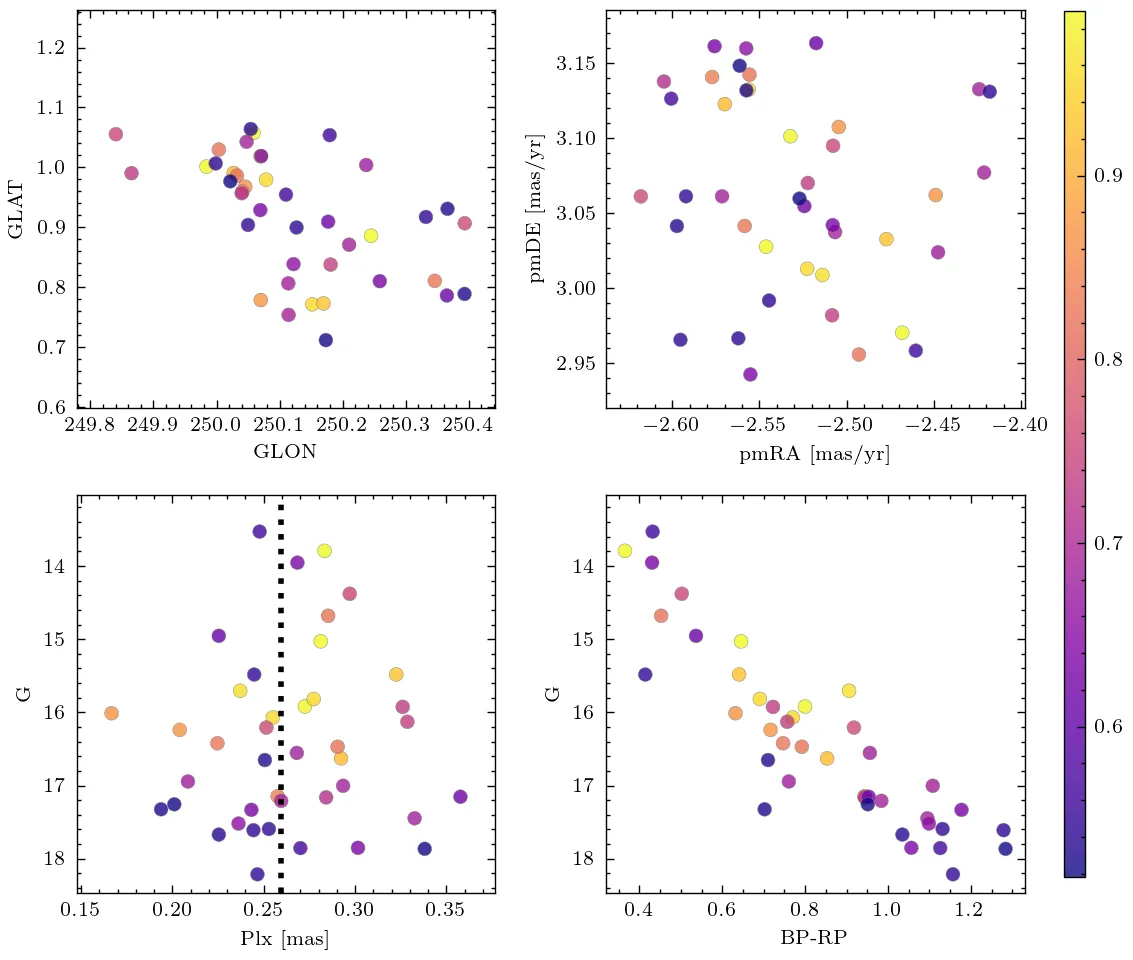 1.2
1.1
1.0
0.9
0.8
0.7
0.6
GLAT
249.8 249.9 250.0 250.1 250.2 250.3 250.4
GLON
3.15
3.10
3.05
3.00
2.95
pmDE [mas/yr]
−2.60 −2.55 −2.50 −2.45 −2.40
pmRA [mas/yr]
14
15
16
17
18
G
0.15 0.20 0.25 0.30 0.35
Plx [mas]
14
15
16
17
18
G
0.4 0.6 0.8 1.0 1.2
BP-RP
0.9
0.8
0.7
0.6